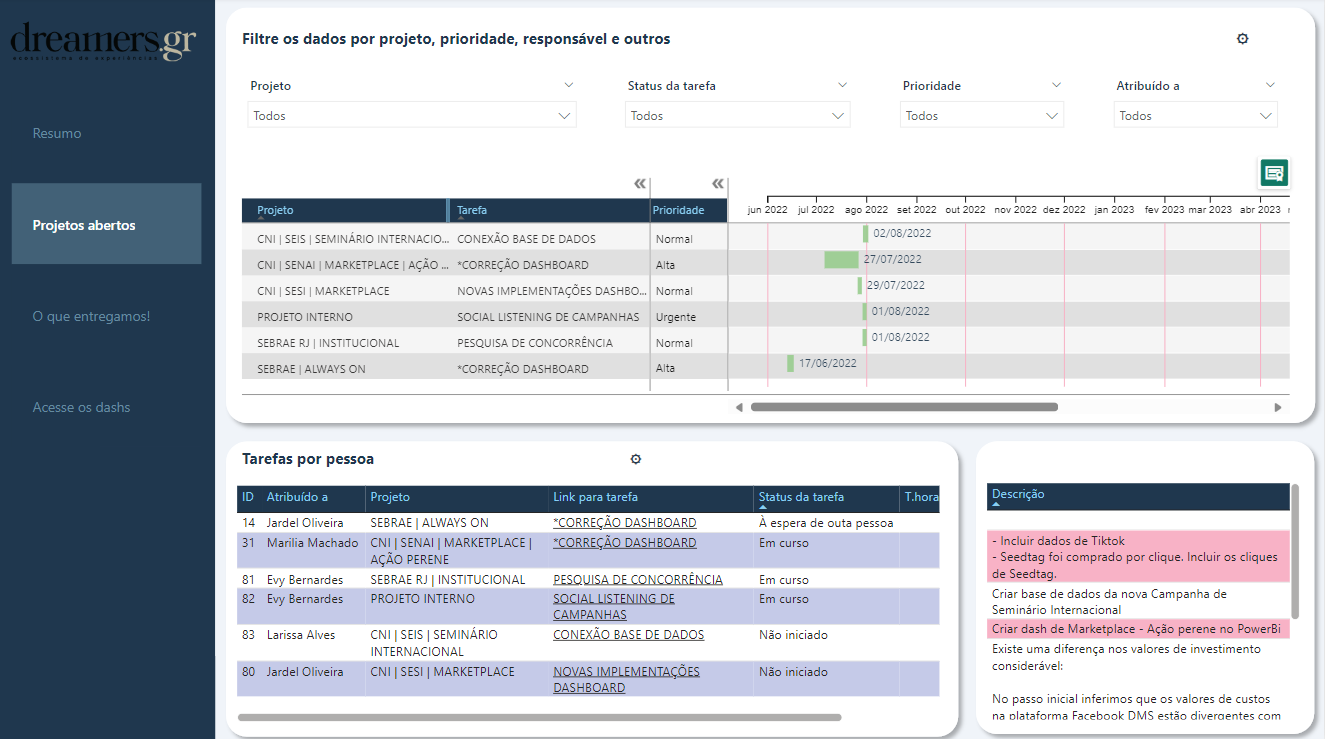 dreamers.gr
ecossistema de experiências
Resumo
Projetos abertos
O que entregamos!
Acesse os dashs
Filtre os dados por projeto, prioridade, responsável e outros
Projeto Status da tarefa Prioridade Atribuído a
Todos Todos Todos Todos
Projeto Tarefa Prioridade jun 2022 jul 2022 ago 2022 set 2022 out 2022 nov 2022 dez 2022 jan 2023 fev 2023 mar 2023 abr 2023
CNI | SEIS | SEMINÁRIO INTERNACIO... CONEXÃO BASE DE DADOS Normal 02/08/2022
CNI | SENAI | MARKETPLACE | AÇÃO ... *CORREÇÃO DASHBOARD Alta 27/07/2022
CNI | SESI | MARKETPLACE NOVAS IMPLEMENTAÇÕES DASHBO... Normal 29/07/2022
PROJETO INTERNO SOCIAL LISTENING DE CAMPANHAS Urgente 01/08/2022
SEBRAE RJ | INSTITUCIONAL PESQUISA DE CONCORRÊNCIA Normal 01/08/2022
SEBRAE | ALWAYS ON *CORREÇÃO DASHBOARD Alta 17/06/2022
Tarefas por pessoa
ID Atribuído a Projeto Link para tarefa Status da tarefa T.hora
14 Jardel Oliveira SEBRAE | ALWAYS ON *CORREÇÃO DASHBOARD À espera de outa pessoa
31 Marilia Machado CNI | SENAI | MARKETPLACE | *CORREÇÃO DASHBOARD Em curso
AÇÃO PERENE
81 Evy Bernardes SEBRAE RJ | INSTITUCIONAL PESQUISA DE CONCORRÊNCIA Em curso
82 Evy Bernardes PROJETO INTERNO SOCIAL LISTENING DE Em curso
CAMPANHAS
83 Larissa Alves CNI | SEIS | SEMINÁRIO CONEXÃO BASE DE DADOS Não iniciado
INTERNACIONAL
80 Jardel Oliveira CNI | SESI | MARKETPLACE NOVAS IMPLEMENTAÇÕES Não iniciado
DASHBOARD
Descrição
- Incluir dados de Tiktok
- Seedtag foi comprado por clique. Incluir os cliques
de Seedtag.
Criar base de dados da nova Campanha de
Seminário Internacional
Criar dash de Marketplace - Ação perene no PowerBi
Existe uma diferença nos valores de investimento
considerável:
No passo inicial inferimos que os valores de custos
na plataforma Facebook DMS estão divergentes com